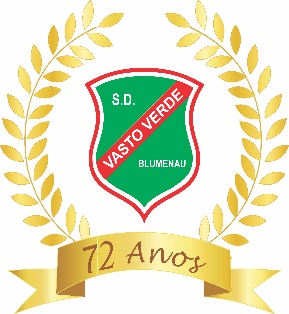 S.D.
VASTO VERDE
BLUMENAU
72 Anos